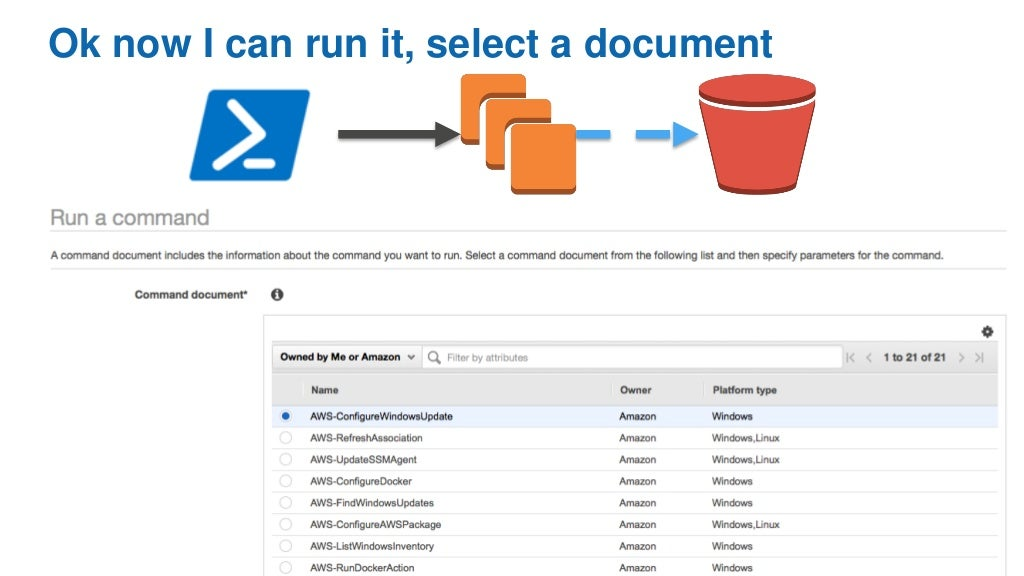 Ok now I can run it, select a document
Run a command
A command document includes the information about the command you want to run. Select a command document from the following list and then specify parameters for the command.
Command document*
Owned by Me or Amazon Filter by attributes 1 to 21 of 21
Name Owner Platform type
AWS-ConfigureWindowsUpdate Amazon Windows
AWS-RefreshAssociation Amazon Windows,Linux
AWS-UpdateSSMAgent Amazon Windows,Linux
AWS-ConfigureDocker Amazon Windows
AWS-FindWindowsUpdates Amazon Windows
AWS-ConfigureAWSPackage Amazon Windows,Linux
AWS-ListWindowsInventory Amazon Windows
AWS-RunDockerAction Amazon Windows